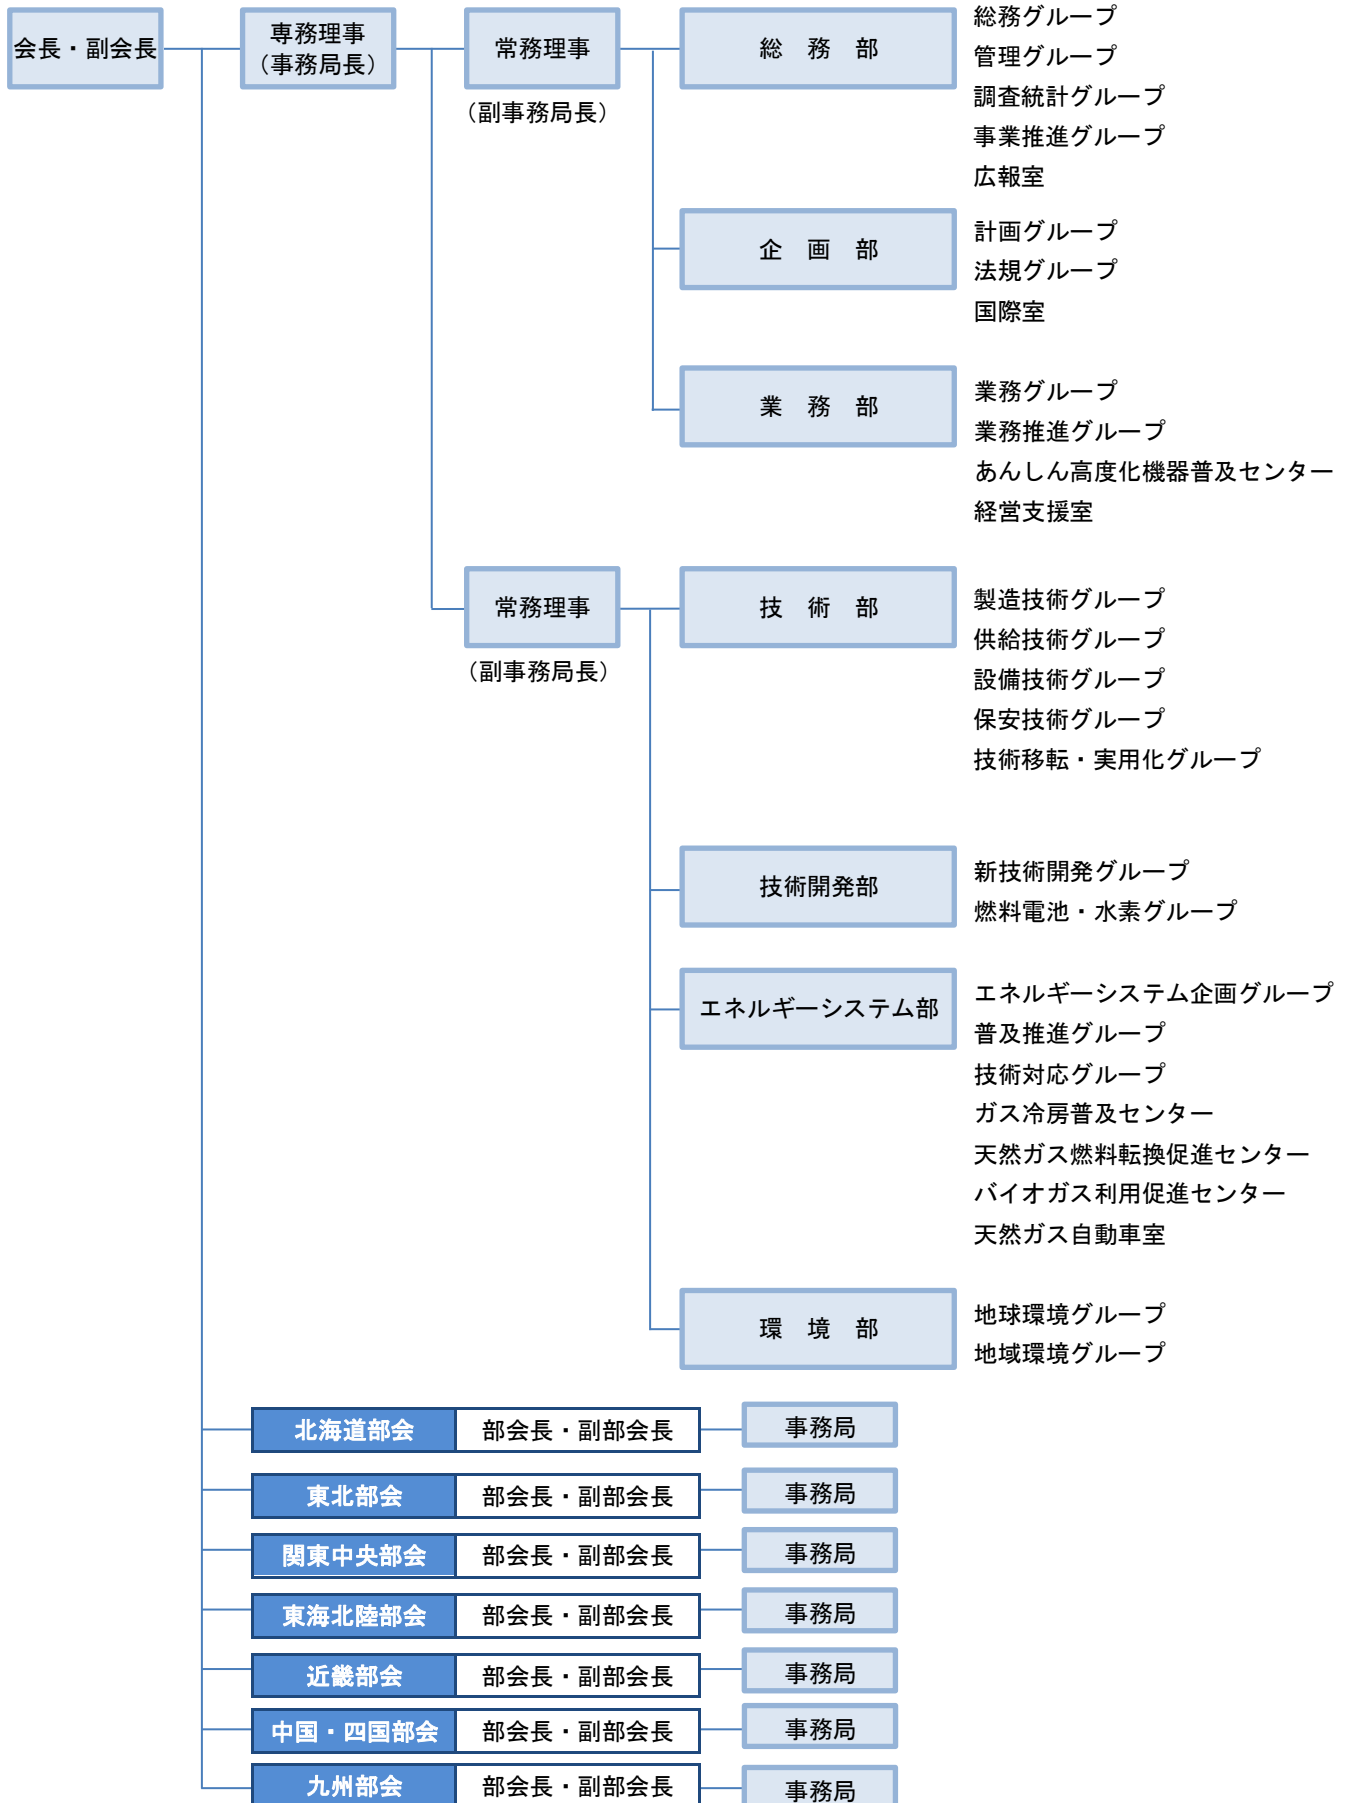 会長・副会長
専務理事
（事務局長）
常務理事
（副事務局長）
総　務　部
総務グループ
管理グループ
調査統計グループ
事業推進グループ
広報室
企　画　部
計画グループ
法規グループ
国際室
業　務　部
業務グループ
業務推進グループ
あんしん高度化機器普及センター
経営支援室
常務理事
（副事務局長）
技　術　部
製造技術グループ
供給技術グループ
設備技術グループ
保安技術グループ
技術移転・実用化グループ
技術開発部
新技術開発グループ
燃料電池・水素グループ
エネルギーシステム部
エネルギーシステム企画グループ
普及推進グループ
技術対応グループ
ガス冷房普及センター
天然ガス燃料転換促進センター
バイオガス利用促進センター
天然ガス自動車室
環　境　部
地球環境グループ
地域環境グループ
北海道部会　部会長・副部会長　事務局
東北部会　部会長・副部会長　事務局
関東中央部会　部会長・副部会長　事務局
東海北陸部会　部会長・副部会長　事務局
近畿部会　部会長・副部会長　事務局
中国・四国部会　部会長・副部会長　事務局
九州部会　部会長・副部会長　事務局